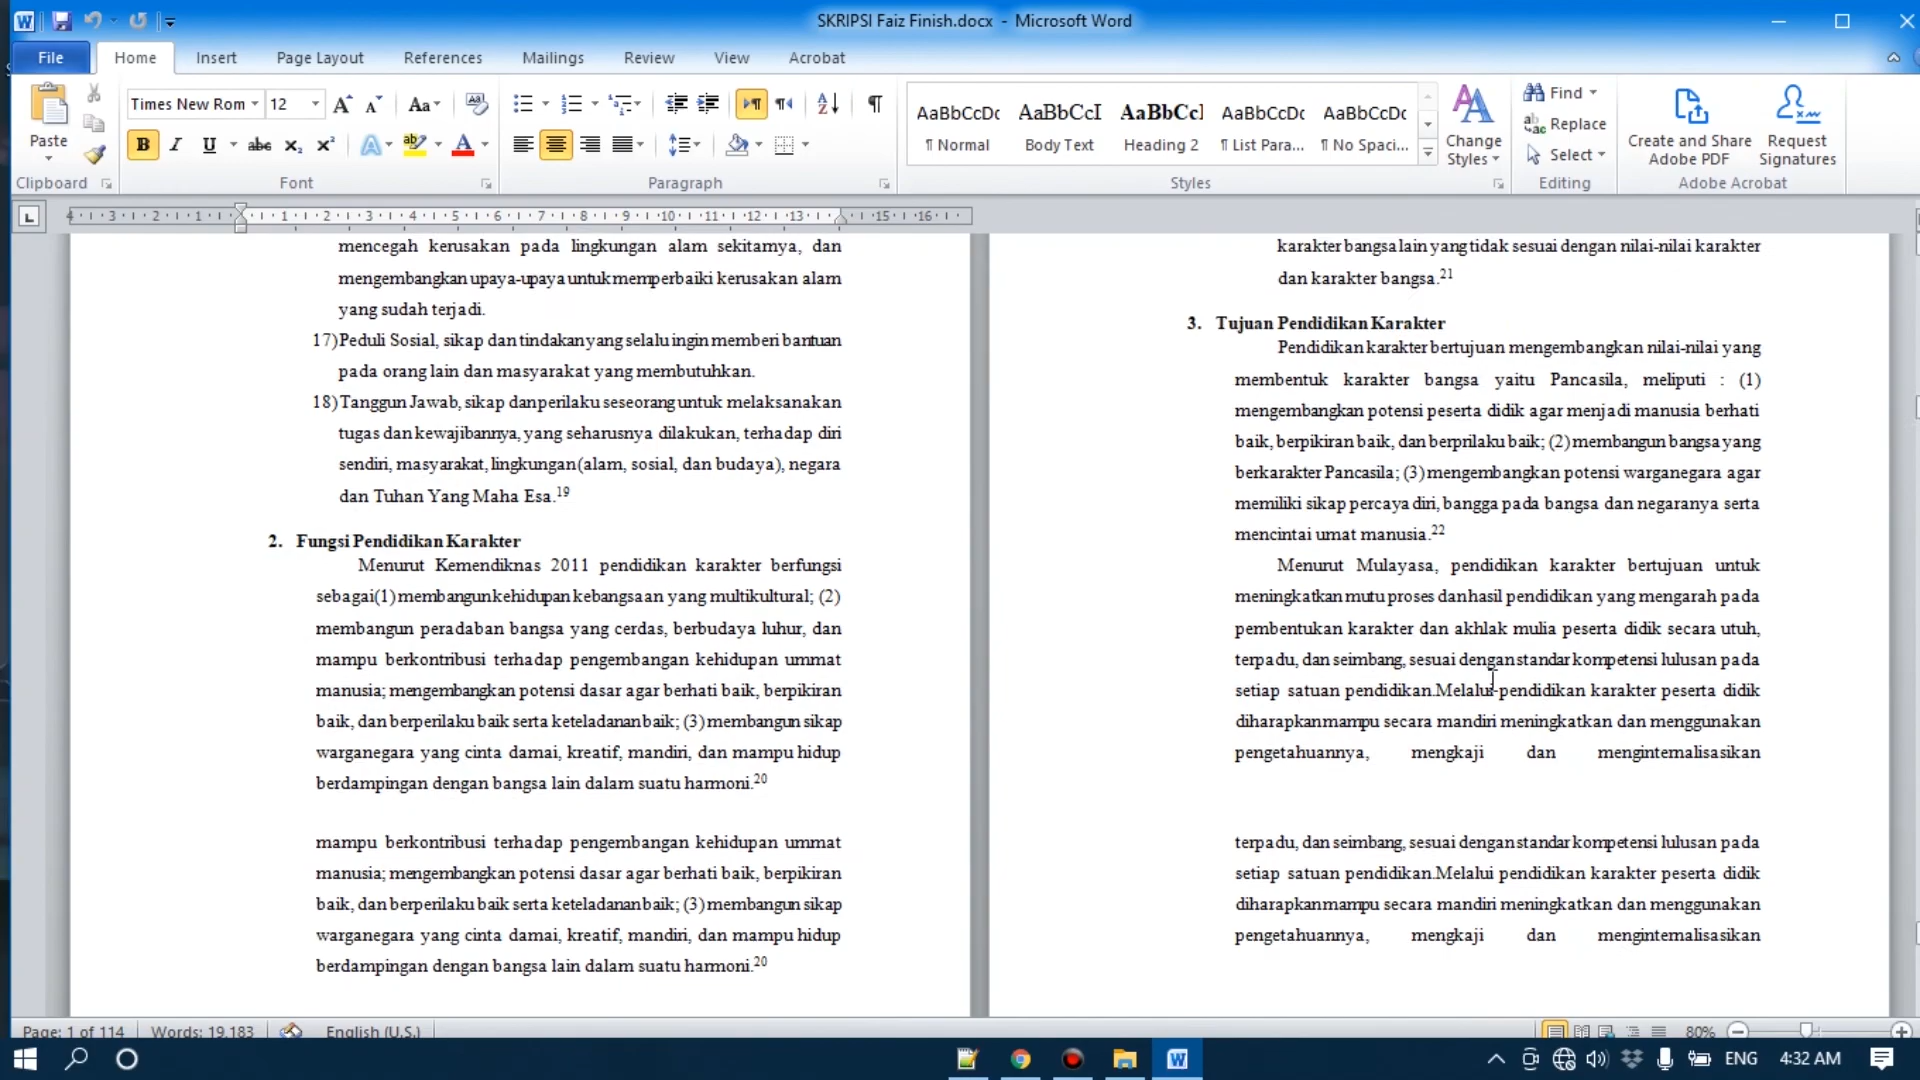 SKRIPSI Faiz Finish.docx - Microsoft Word
File Home Insert Page Layout References Mailings Review View Acrobat
Paste
Times New Rom 12
B I U abe
Clipboard Font Paragraph Styles Editing Adobe Acrobat
AaBbCcDc AaBbCcI AaBbCcI AaBbCcDc AaBbCcDc
¶ Normal Body Text Heading 2 ¶ List Para... ¶ No Spaci...
Change Styles
Find
Replace
Select
Create and Share Adobe PDF
Request Signatures
4 3 2 1 1 2 3 4 5 6 7 8 9 10 11 12 13 15 16
mencegah kerusakan pada lingkungan alam sekitarnya, dan
mengembangkan upaya-upaya untuk memperbaiki kerusakan alam
yang sudah terjadi.
17) Peduli Sosial, sikap dan tindakan yang selalu ingin memberi bantuan
pada orang lain dan masyarakat yang membutuhkan.
18) Tanggun Jawab, sikap dan perilaku seseorang untuk melaksanakan
tugas dan kewajibannya, yang seharusnya dilakukan, terhadap diri
sendiri, masyarakat, lingkungan (alam, sosial, dan budaya), negara
dan Tuhan Yang Maha Esa.19
2. Fungsi Pendidikan Karakter
Menurut Kemendiknas 2011 pendidikan karakter berfungsi
sebagai(1) membangun kehidupan kebangsaan yang multikultural; (2)
membangun peradaban bangsa yang cerdas, berbudaya luhur, dan
mampu berkontribusi terhadap pengembangan kehidupan ummat
manusia; mengembangkan potensi dasar agar berhati baik, berpikiran
baik, dan berperilaku baik serta keteladanan baik; (3) membangun sikap
warganegara yang cinta damai, kreatif, mandiri, dan mampu hidup
berdampingan dengan bangsa lain dalam suatu harmoni.20
mampu berkontribusi terhadap pengembangan kehidupan ummat
manusia; mengembangkan potensi dasar agar berhati baik, berpikiran
baik, dan berperilaku baik serta keteladanan baik; (3) membangun sikap
warganegara yang cinta damai, kreatif, mandiri, dan mampu hidup
berdampingan dengan bangsa lain dalam suatu harmoni.20
karakter bangsa lain yang tidak sesuai dengan nilai-nilai karakter
dan karakter bangsa.21
3. Tujuan Pendidikan Karakter
Pendidikan karakter bertujuan mengembangkan nilai-nilai yang
membentuk karakter bangsa yaitu Pancasila, meliputi : (1)
mengembangkan potensi peserta didik agar menjadi manusia berhati
baik, berpikiran baik, dan berprilaku baik; (2) membangun bangsa yang
berkarakter Pancasila; (3) mengembangkan potensi warganegara agar
memiliki sikap percaya diri, bangga pada bangsa dan negaranya serta
mencintai umat manusia.22
Menurut Mulayasa, pendidikan karakter bertujuan untuk
meningkatkan mutu proses dan hasil pendidikan yang mengarah pada
pembentukan karakter dan akhlak mulia peserta didik secara utuh,
terpadu, dan seimbang, sesuai dengan standar kompetensi lulusan pada
setiap satuan pendidikan.Melalui pendidikan karakter peserta didik
diharapkan mampu secara mandiri meningkatkan dan menggunakan
pengetahuannya, mengkaji dan menginternalisasikan
terpadu, dan seimbang, sesuai dengan standar kompetensi lulusan pada
setiap satuan pendidikan.Melalui pendidikan karakter peserta didik
diharapkan mampu secara mandiri meningkatkan dan menggunakan
pengetahuannya, mengkaji dan menginternalisasikan
Page: 1 of 114 Words: 19,183 English (U.S.) 80%
ENG 4:32 AM